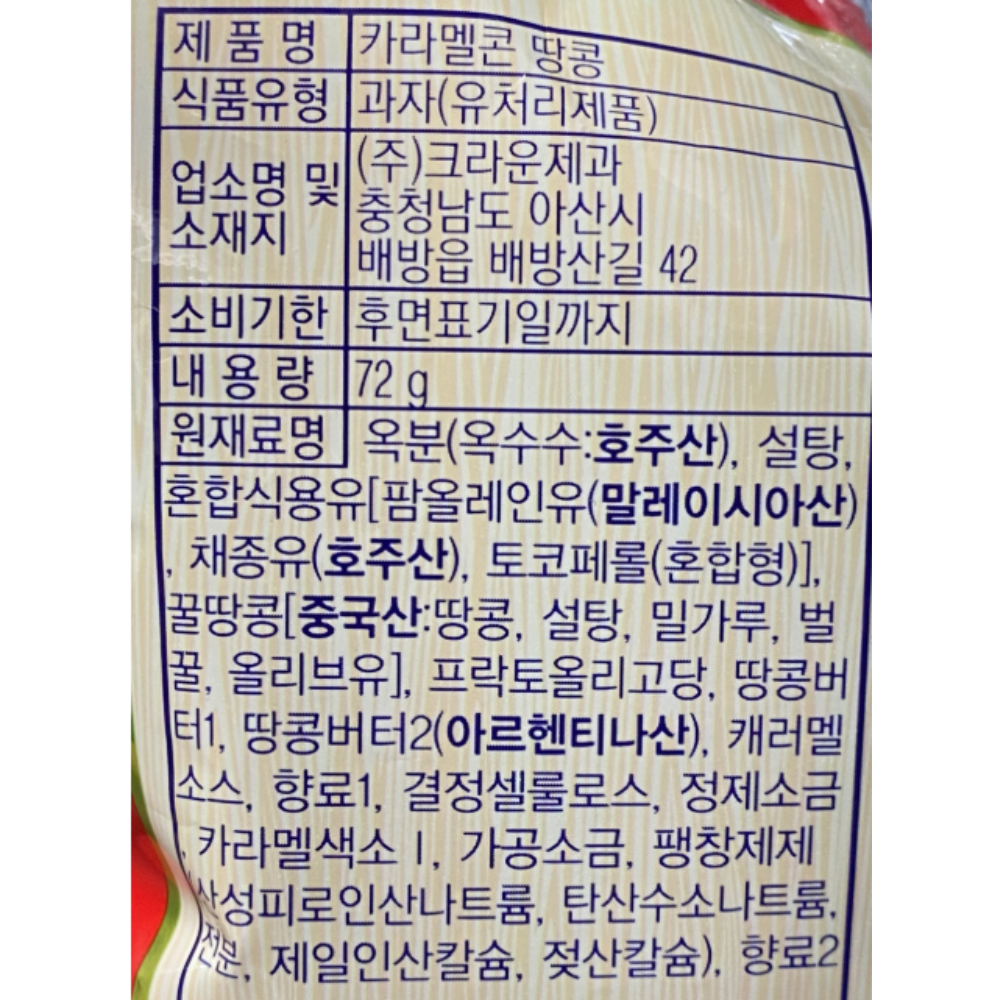 제 품 명 카라멜콘 땅콩
식품유형 과자(유처리제품)
업소명 및 소재지 (주)크라운제과
충청남도 아산시
배방읍 배방산길 42
소비기한 후면표기일까지
내 용 량 72 g
원재료명 옥분(옥수수:호주산), 설탕,
혼합식용유[팜올레인유(말레이시아산)
, 채종유(호주산), 토코페롤(혼합형)],
꿀땅콩[중국산:땅콩, 설탕, 밀가루, 벌
꿀, 올리브유], 프락토올리고당, 땅콩버
터1, 땅콩버터2(아르헨티나산), 캐러멜
소스, 향료1, 결정셀룰로스, 정제소금
, 카라멜색소Ⅰ, 가공소금, 팽창제제
산성피로인산나트륨, 탄산수소나트륨,
전분, 제일인산칼슘, 젖산칼슘), 향료2